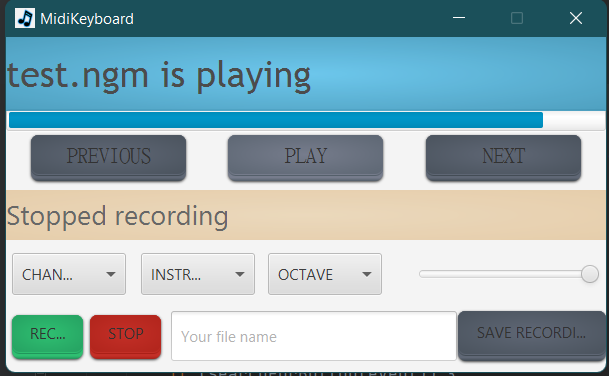 MidiKeyboard
test.ngm is playing
PREVIOUS PLAY NEXT
Stopped recording
CHAN... INSTR... OCTAVE
REC... STOP Your file name SAVE RECORDI...